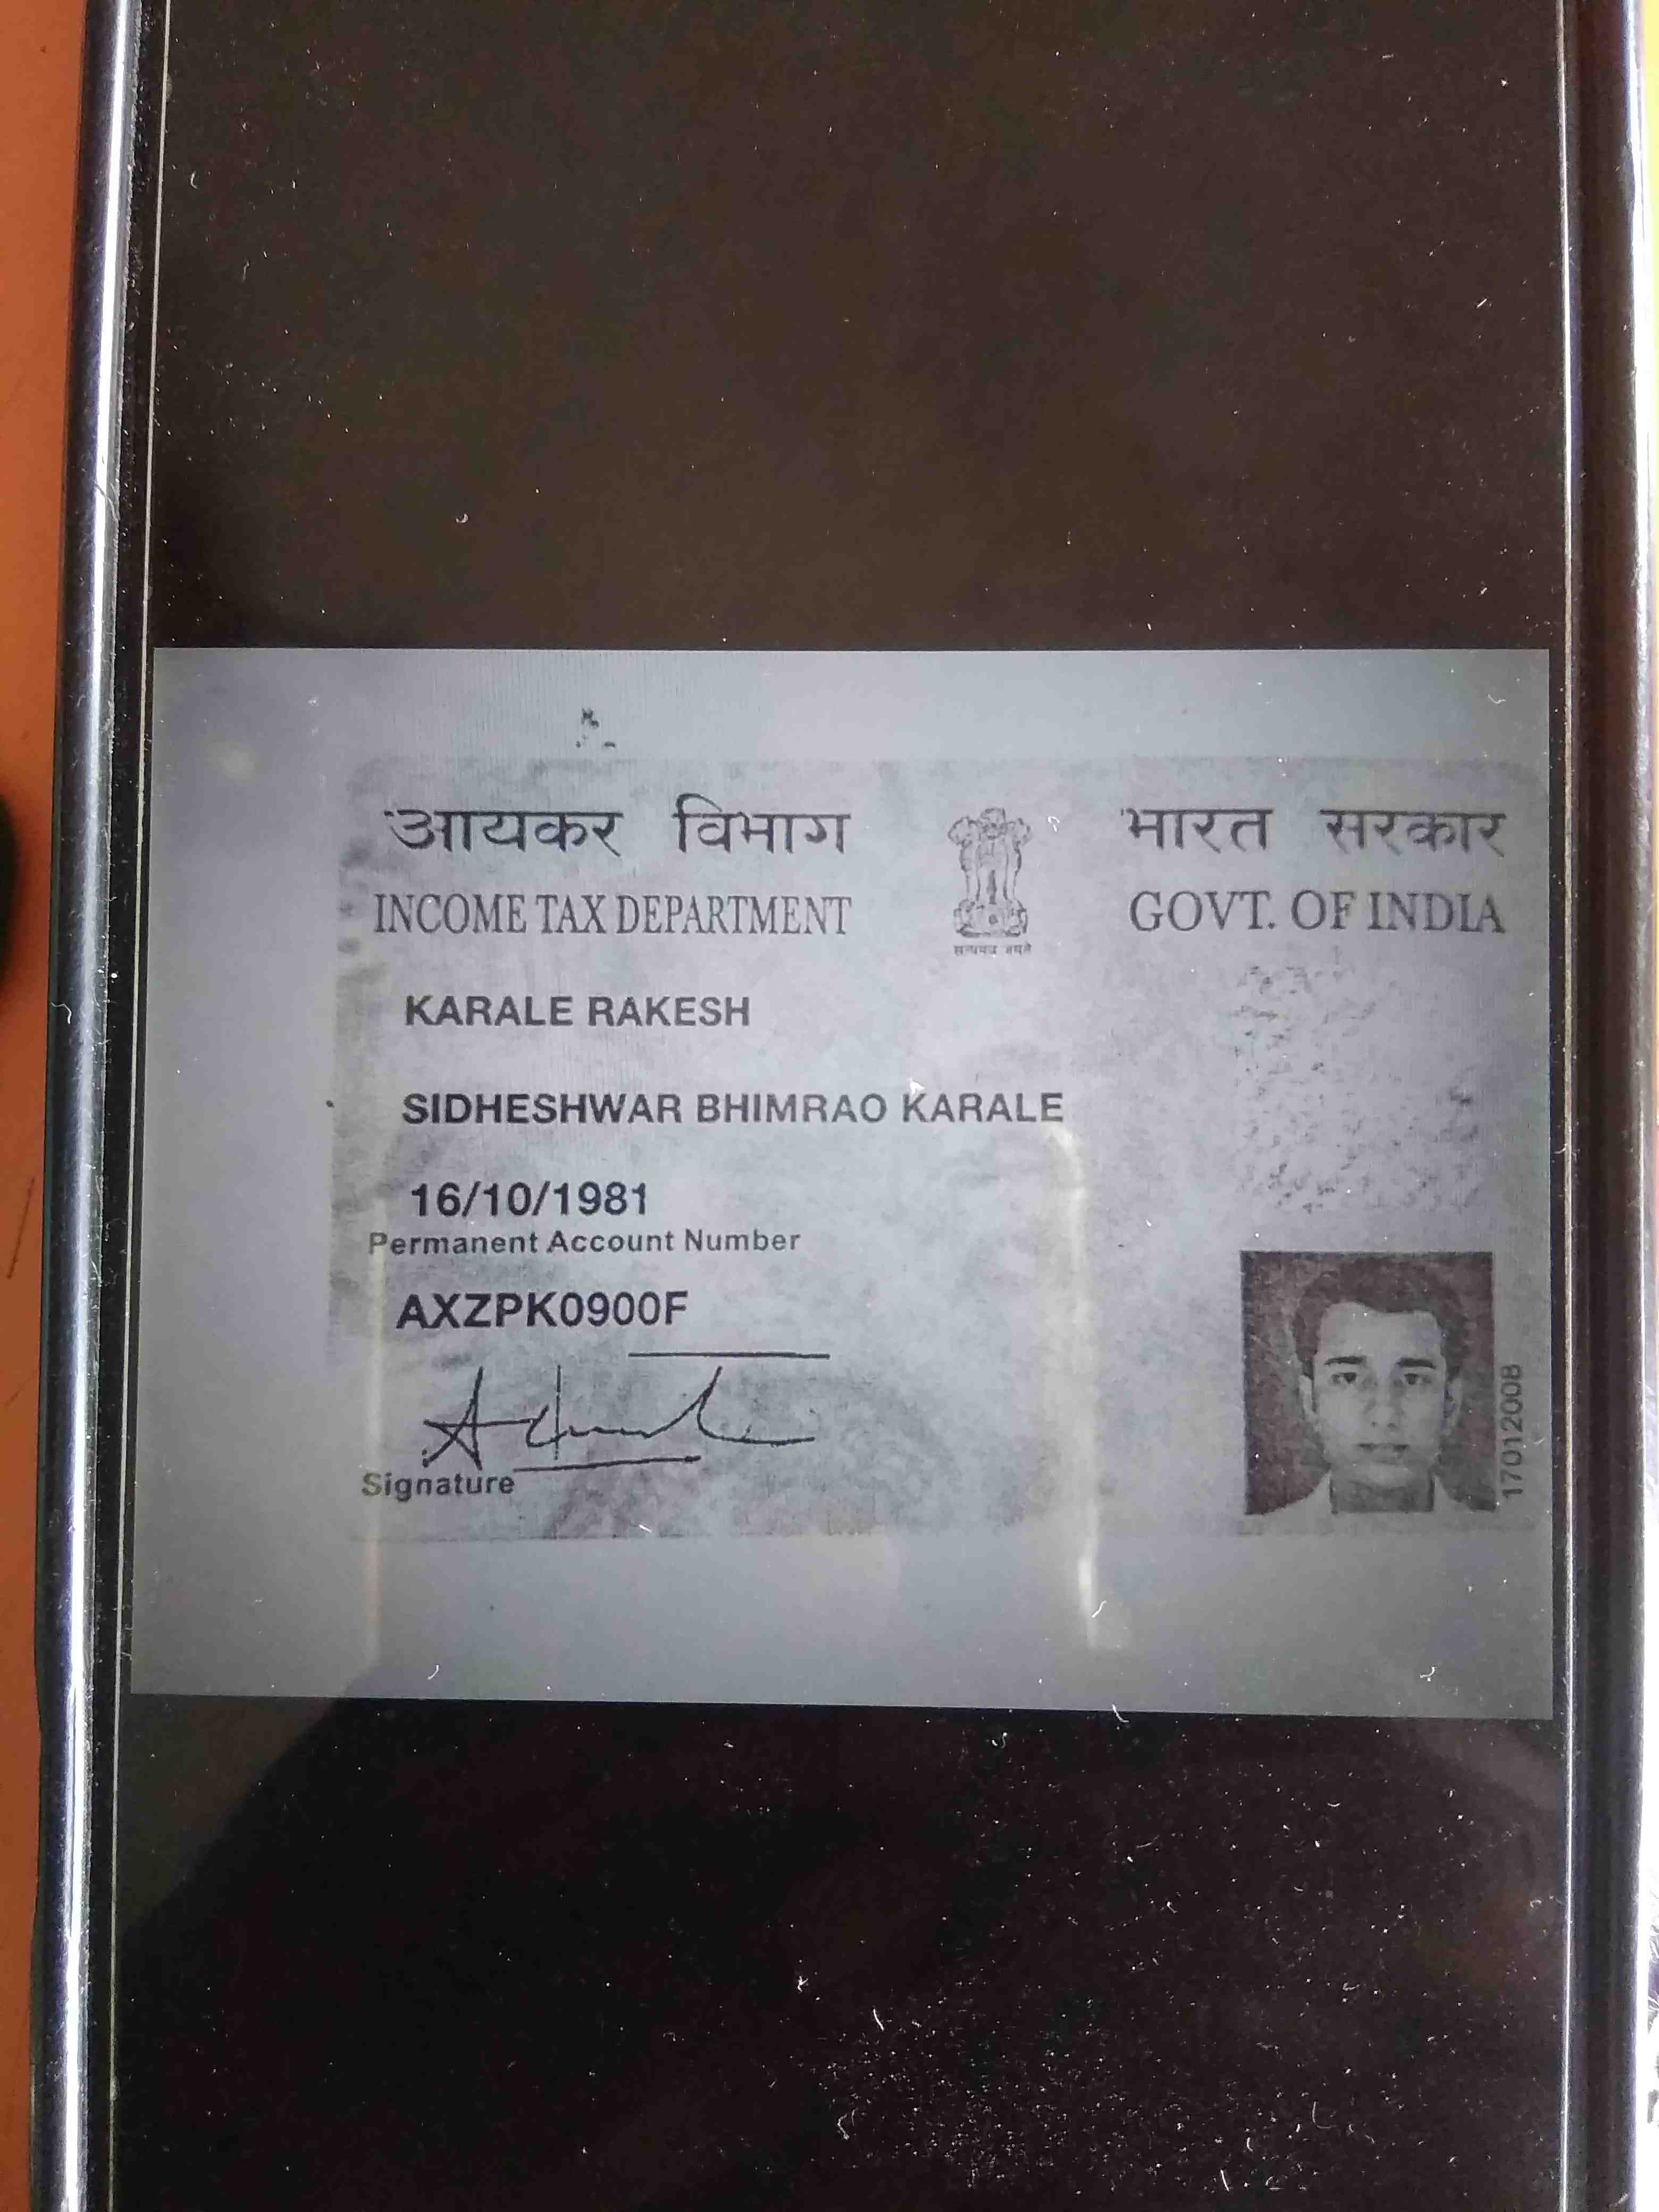 आयकर विभाग
भारत सरकार
INCOME TAX DEPARTMENT
GOVT. OF INDIA
सत्यमेव जयते
KARALE RAKESH
SIDHESHWAR BHIMRAO KARALE
16/10/1981
Permanent Account Number
AXZPK0900F
Signature
17012008